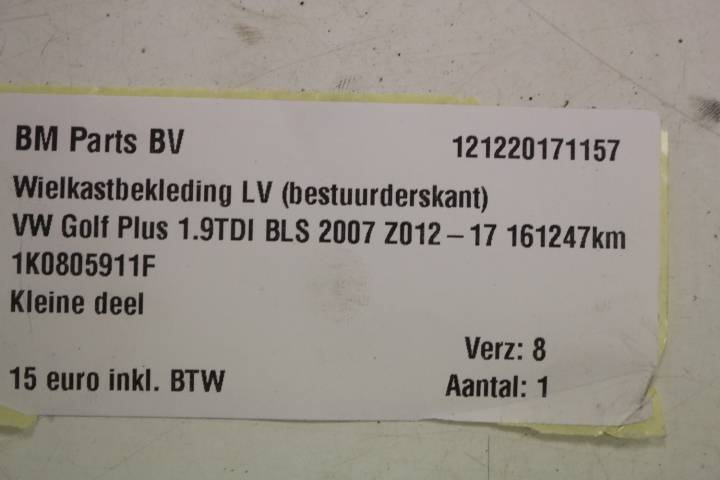 BM Parts BV 121220171157
Wielkastbekleding LV (bestuurderskant)
VW Golf Plus 1.9TDI BLS 2007 Z012 – 17 161247km
1K0805911F
Kleine deel
Verz: 8
15 euro inkl. BTW Aantal: 1